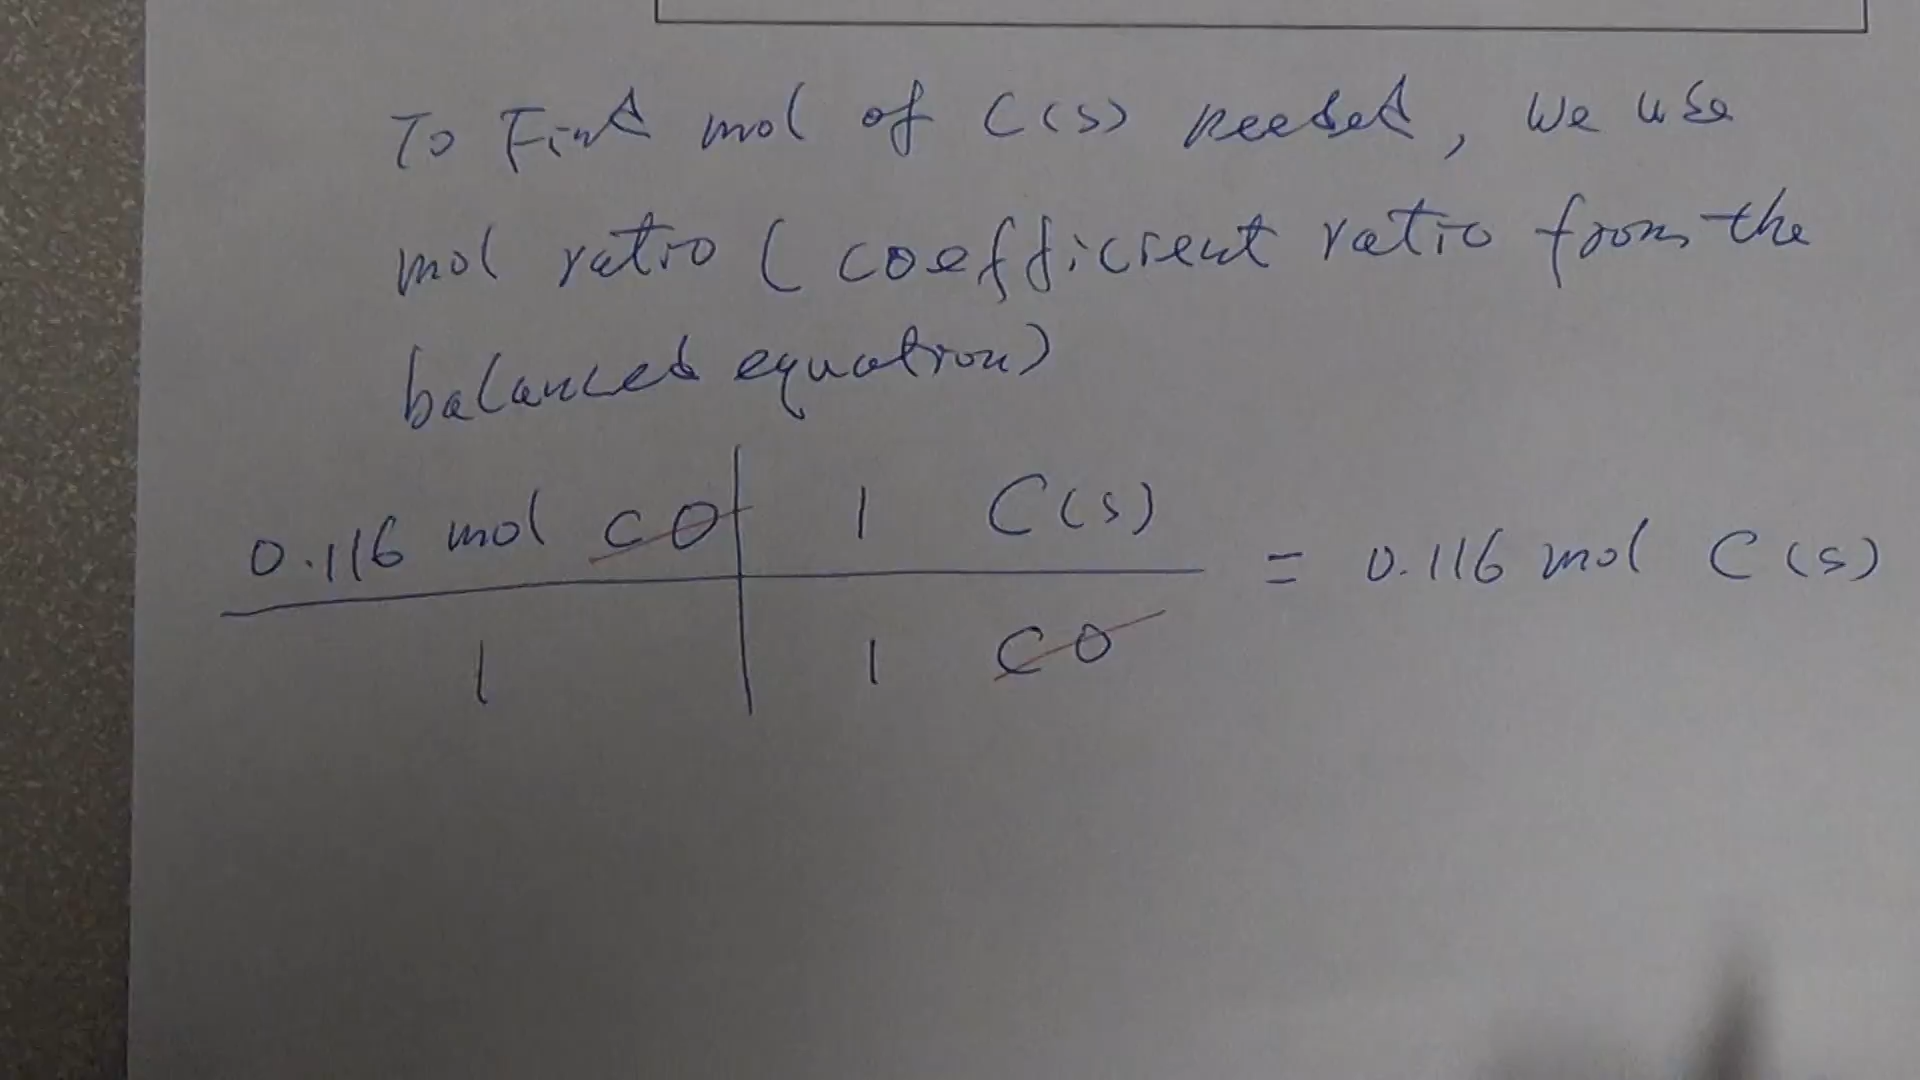 To Find mol of C(s) needed, we use
mol ratio (coefficient ratio from the
balanced equation)
0.116 mol CO | 1 C(s)
1 | 1 CO
= 0.116 mol C(s)